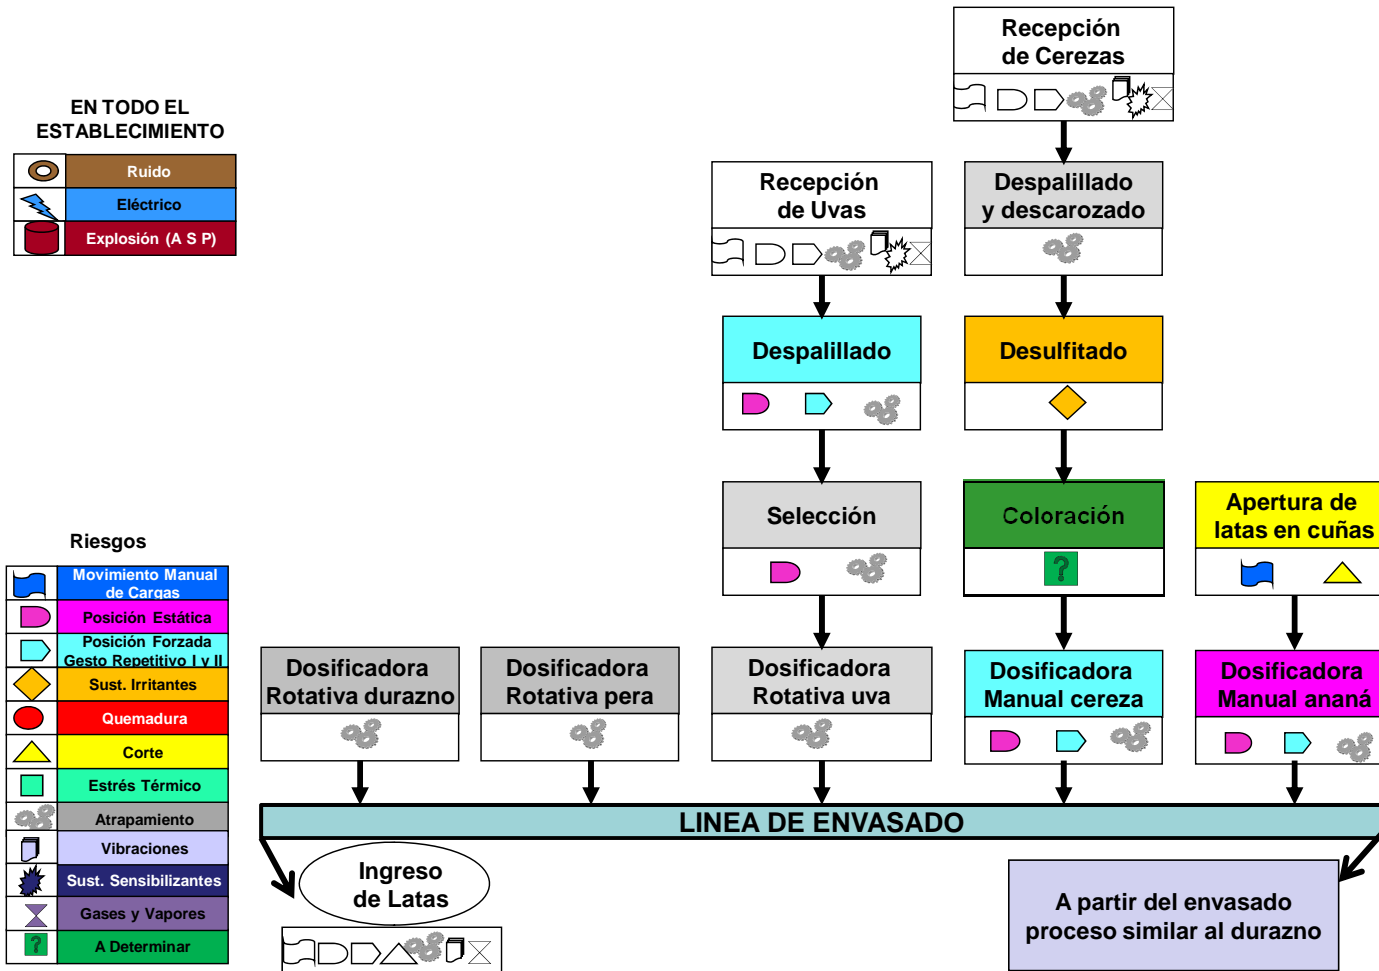 Recepción
de Cerezas
EN TODO EL
ESTABLECIMIENTO
Ruido
Eléctrico
Explosión (A S P)
Recepción
de Uvas
Despalillado
y descarozado
Despalillado
Desulfitado
Selección
Coloración
?
Apertura de
latas en cuñas
Riesgos
Movimiento Manual
de Cargas
Posición Estática
Posición Forzada
Gesto Repetitivo I y II
Sust. Irritantes
Quemadura
Corte
Estrés Térmico
Atrapamiento
Vibraciones
Sust. Sensibilizantes
Gases y Vapores
?
A Determinar
Dosificadora
Rotativa durazno
Dosificadora
Rotativa pera
Dosificadora
Rotativa uva
Dosificadora
Manual cereza
Dosificadora
Manual ananá
LINEA DE ENVASADO
Ingreso
de Latas
A partir del envasado
proceso similar al durazno